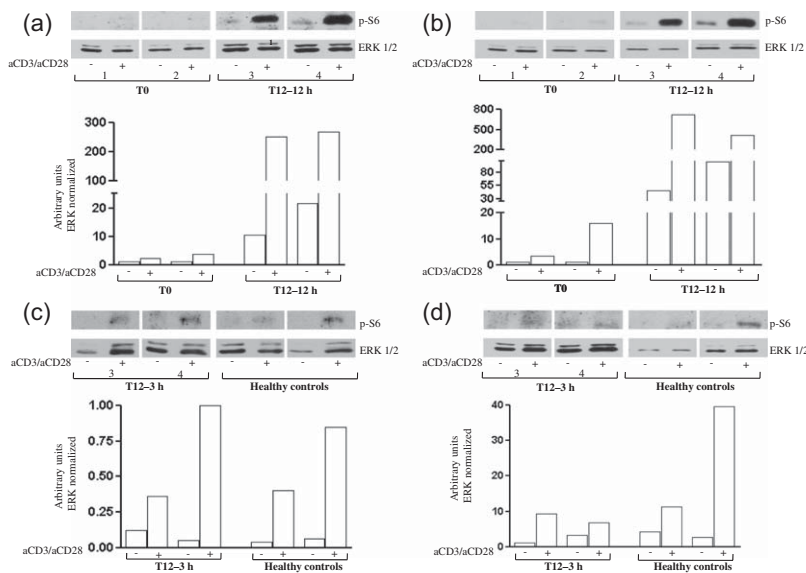 (a)
p-S6
ERK 1/2
aCD3/aCD28 - + - + - + - +
1 2 3 4
T0 T12–12 h
Arbitrary units
ERK normalized
300
200
100
20
10
0
aCD3/aCD28 - + - + - + - +
T0 T12–12 h
(b)
p-S6
ERK 1/2
aCD3/aCD28 - + - + - + - +
1 2 3 4
T0 T12–12 h
800
500
200
80
55
30
20
10
0
aCD3/aCD28 - + - + - + - +
T0 T12–12 h
(c)
p-S6
ERK 1/2
aCD3/aCD28 - + - + - + - +
3 4
T12–3 h Healthy controls
Arbitrary units
ERK normalized
1.00
0.75
0.50
0.25
0.00
aCD3/aCD28 - + - + - + - +
T12–3 h Healthy controls
(d)
p-S6
ERK 1/2
aCD3/aCD28 - + - + - + - +
3 4
T12–3 h Healthy controls
Arbitrary units
ERK normalized
40
30
20
10
0
aCD3/aCD28 - + - + - + - +
T12–3 h Healthy controls